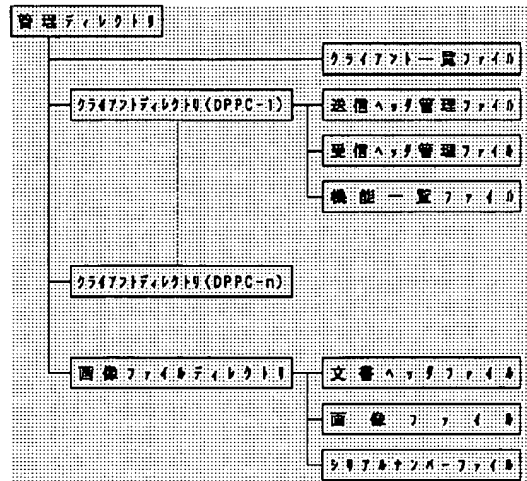 管理ディレクトリ
クライアント一覧ファイル
クライアントディレクトリ(DPPC-1)
送信ヘッダ管理ファイル
受信ヘッダ管理ファイル
機能一覧ファイル
クライアントディレクトリ(DPPC-n)
画像ファイルディレクトリ
文書ヘッダファイル
画像ファイル
シリアルナンバーファイル